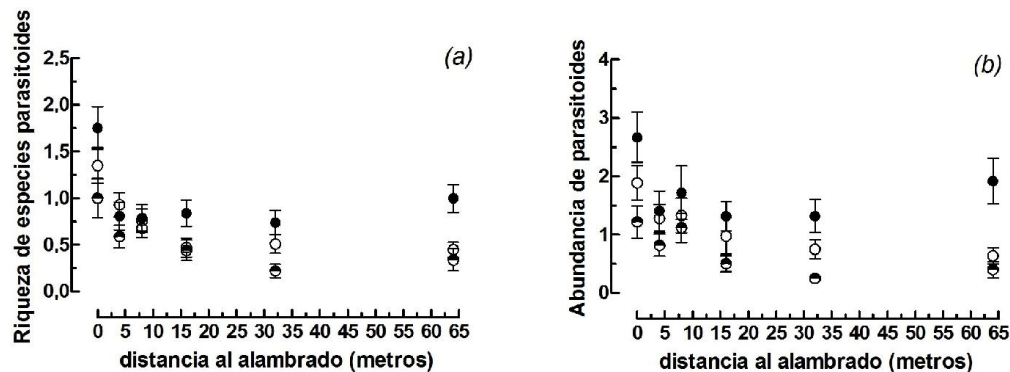 (a)
Riqueza de especies parasitoides
2,5
2,0
1,5
1,0
0,5
0,0
0 5 10 15 20 25 30 35 40 45 50 55 60 65
distancia al alambrado (metros)
(b)
Abundancia de parasitoides
4
3
2
1
0
0 5 10 15 20 25 30 35 40 45 50 55 60 65
distancia al alambrado (metros)